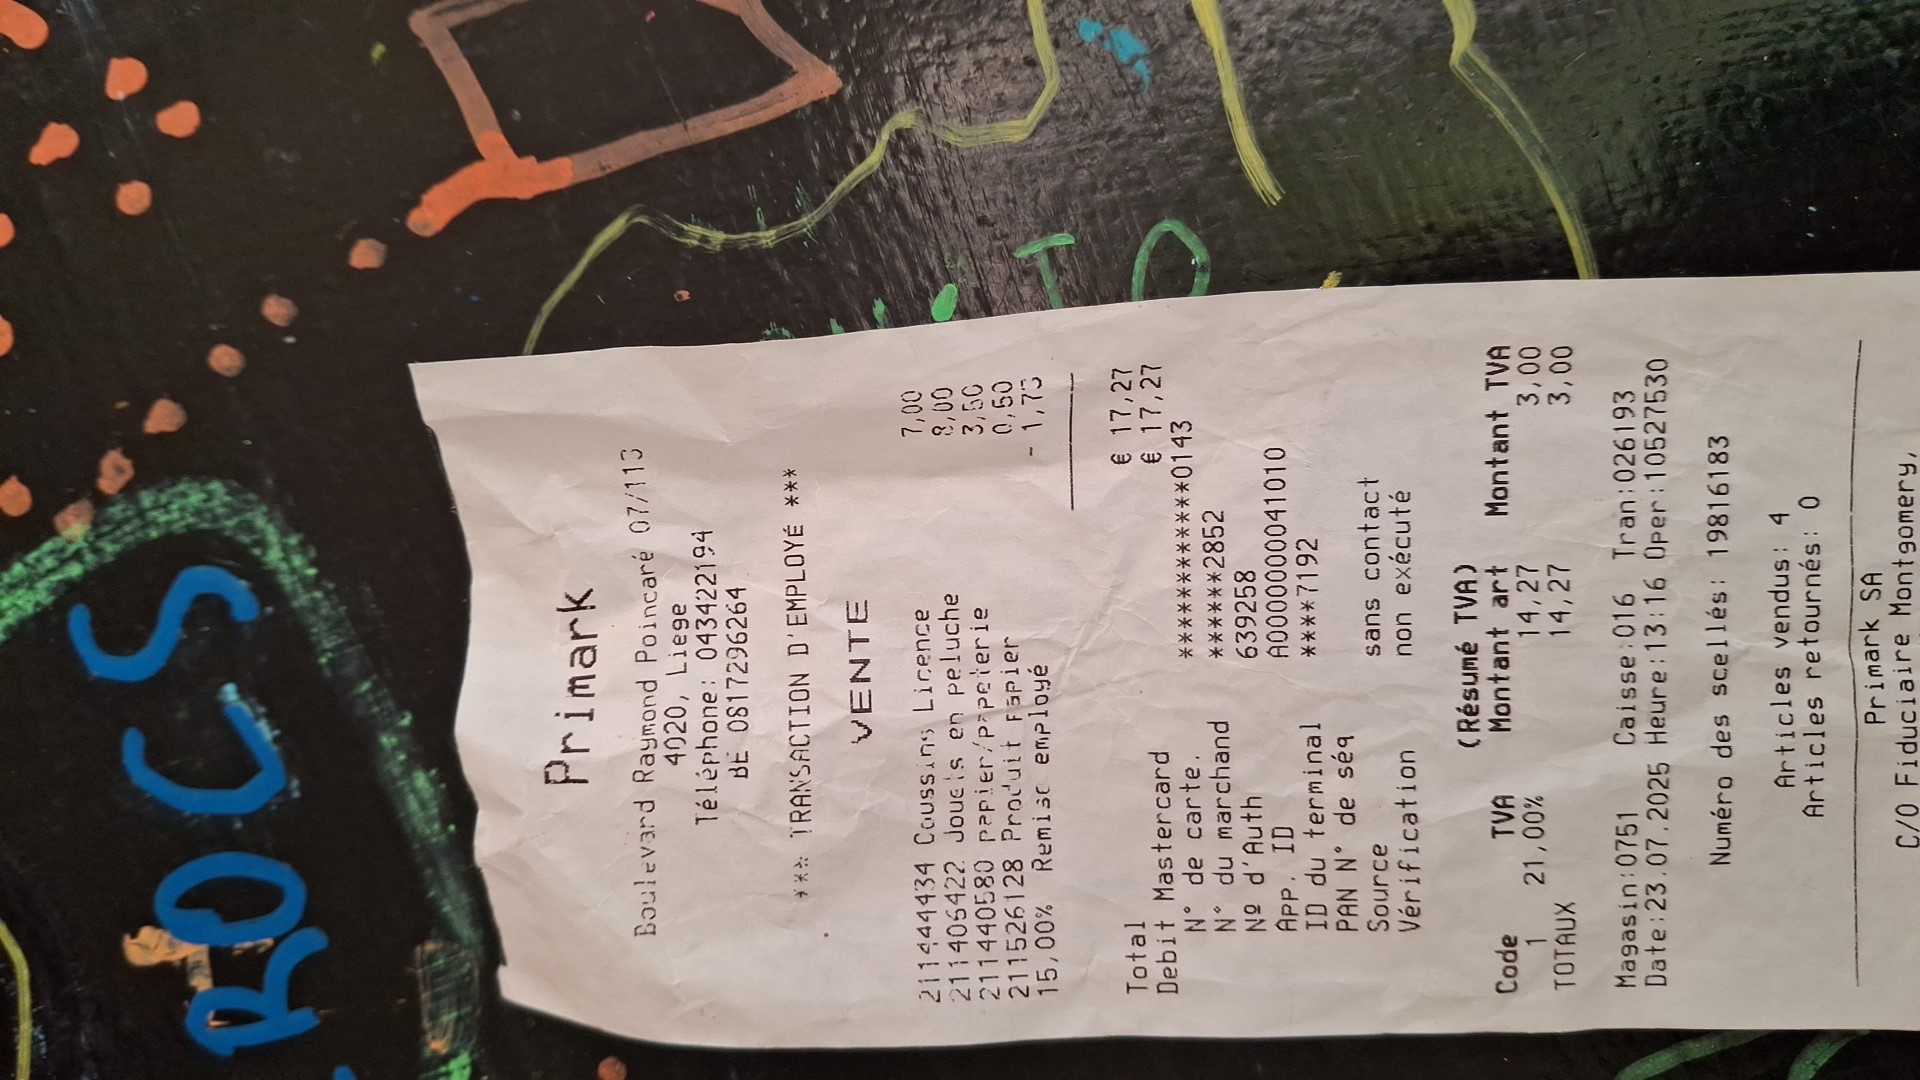 ROCS
TO
Primark
Boulevard Raymond Poincaré 07/113
4020, Liege
Téléphone: 043422194
BE 0817296264
*** TRANSACTION D'EMPLOYÉ ***
VENTE
211444434 Coussins Licence 7,00
211406422 Jouets en peluche 8,00
211440580 papier/papeterie 3,50
211526128 Produit Papier 0,50
15,00% Remise employé - 1,73
Total € 17,27
Debit Mastercard € 17,27
N° de carte. ************0143
N° du marchand ******2852
Nº d'Auth 639258
App. ID A0000000041010
ID du terminal ****7192
PAN N° de séq
Source sans contact
Vérification non exécuté
(Résumé TVA)
Code TVA Montant art Montant TVA
1 21,00% 14,27 3,00
TOTAUX 14,27 3,00
Magasin:0751 Caisse:016 Tran:026193
Date:23.07.2025 Heure:13:16 Oper:10527530
Numéro des scellés: 19816183
Articles vendus: 4
Articles retournés: 0
Primark SA
C/O Fiduciaire Montgomery,